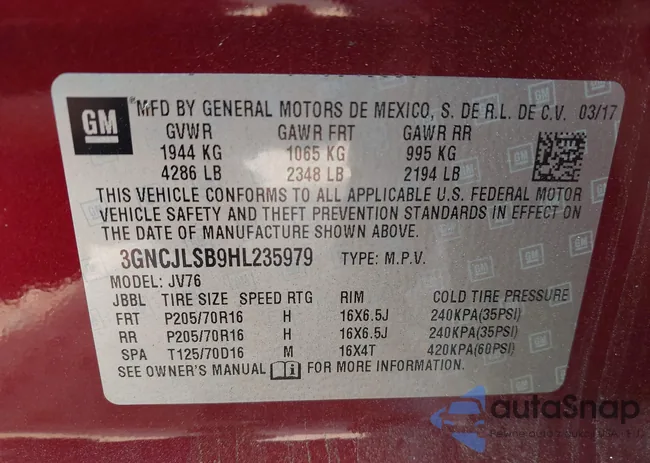 GM
MFD BY GENERAL MOTORS DE MEXICO, S. DE R.L. DE C.V. 03/17
GVWR GAWR FRT GAWR RR
1944 KG 1065 KG 995 KG
4286 LB 2348 LB 2194 LB
THIS VEHICLE CONFORMS TO ALL APPLICABLE U.S. FEDERAL MOTOR
VEHICLE SAFETY AND THEFT PREVENTION STANDARDS IN EFFECT ON
THE DATE OF MANUFACTURE SHOWN ABOVE.
3GNCJLSB9HL235979 TYPE: M.P.V.
MODEL: JV76
JBBL TIRE SIZE SPEED RTG RIM COLD TIRE PRESSURE
FRT P205/70R16 H 16X6.5J 240KPA(35PSI)
RR P205/70R16 H 16X6.5J 240KPA(35PSI)
SPA T125/70D16 M 16X4T 420KPA(60PSI)
SEE OWNER'S MANUAL FOR MORE INFORMATION.
autoSnap